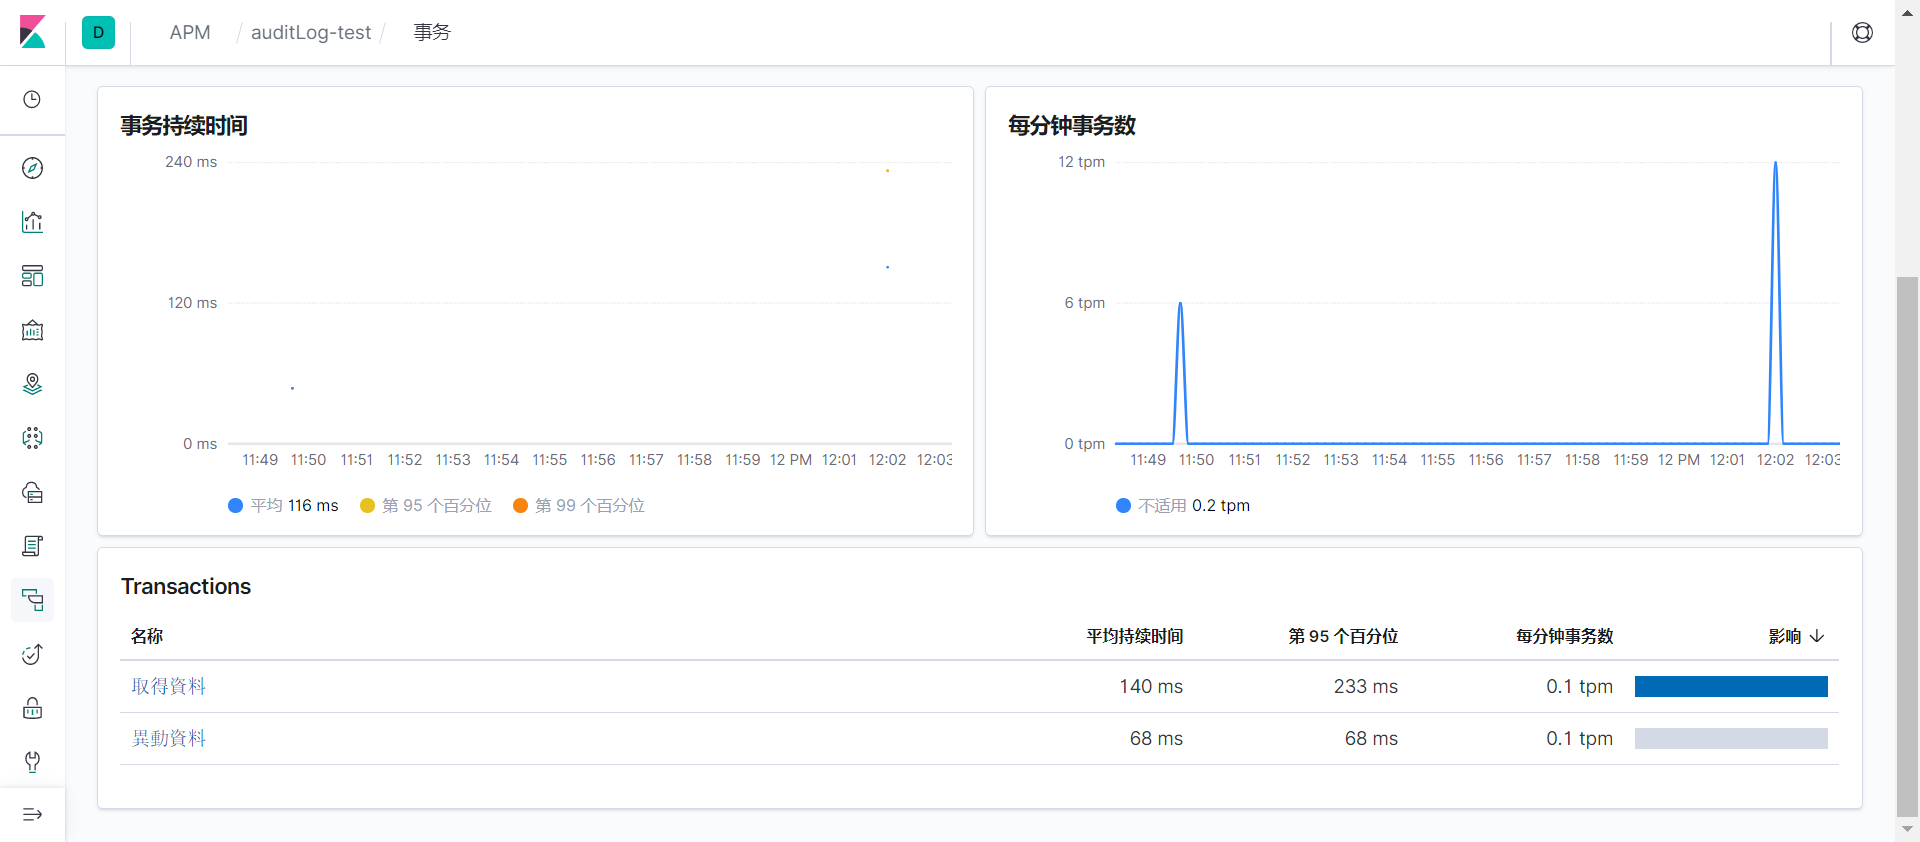 D APM / auditLog-test / 事务
事务持续时间
240 ms
120 ms
0 ms
11:49 11:50 11:51 11:52 11:53 11:54 11:55 11:56 11:57 11:58 11:59 12 PM 12:01 12:02 12:03
平均 116 ms 第 95 个百分位 第 99 个百分位
每分钟事务数
12 tpm
6 tpm
0 tpm
11:49 11:50 11:51 11:52 11:53 11:54 11:55 11:56 11:57 11:58 11:59 12 PM 12:01 12:02 12:03
不适用 0.2 tpm
Transactions
名称 平均持续时间 第 95 个百分位 每分钟事务数 影响
取得資料 140 ms 233 ms 0.1 tpm
異動資料 68 ms 68 ms 0.1 tpm